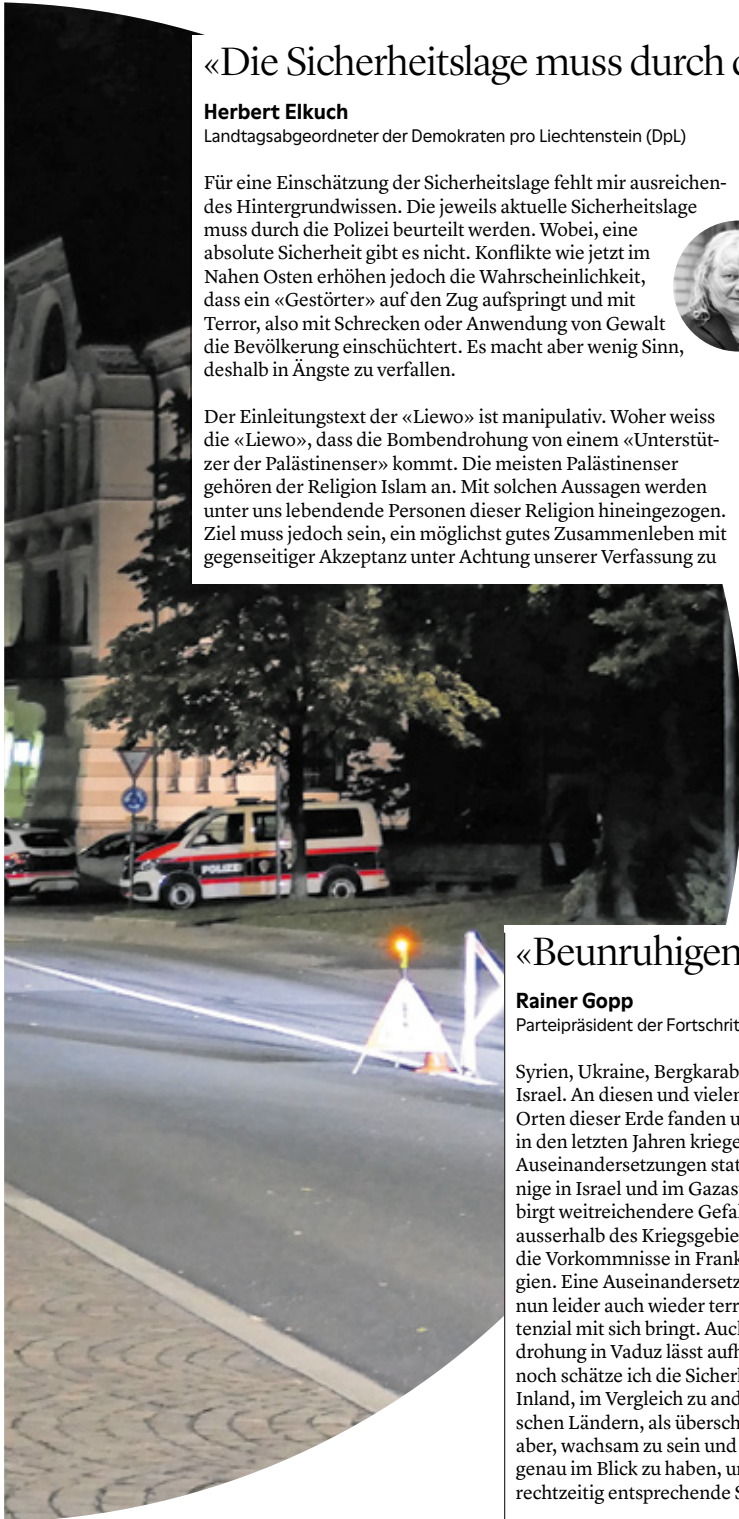 «Die Sicherheitslage muss durch
Herbert Elkuch
Landtagsabgeordneter der Demokraten pro Liechtenstein (DpL)
Für eine Einschätzung der Sicherheitslage fehlt mir ausreichen-
des Hintergrundwissen. Die jeweils aktuelle Sicherheitslage
muss durch die Polizei beurteilt werden. Wobei, eine
absolute Sicherheit gibt es nicht. Konflikte wie jetzt im
Nahen Osten erhöhen jedoch die Wahrscheinlichkeit,
dass ein «Gestörter» auf den Zug aufspringt und mit
Terror, also mit Schrecken oder Anwendung von Gewalt
die Bevölkerung einschüchtert. Es macht aber wenig Sinn,
deshalb in Ängste zu verfallen.
Der Einleitungstext der «Liewo» ist manipulativ. Woher weiss
die «Liewo», dass die Bombendrohung von einem «Unterstüt-
zer der Palästinenser» kommt. Die meisten Palästinenser
gehören der Religion Islam an. Mit solchen Aussagen werden
unter uns lebendende Personen dieser Religion hineingezogen.
Ziel muss jedoch sein, ein möglichst gutes Zusammenleben mit
gegenseitiger Akzeptanz unter Achtung unserer Verfassung zu
POLIZEI
«Beunruhigen
Rainer Gopp
Parteipräsident der Fortschrit
Syrien, Ukraine, Bergkarab
Israel. An diesen und vielen
Orten dieser Erde fanden u
in den letzten Jahren kriege
Auseinandersetzungen stat
nige in Israel und im Gazas
birgt weitreichendere Gefa
ausserhalb des Kriegsgebie
die Vorkommnisse in Frank
gien. Eine Auseinandersetz
nun leider auch wieder terr
tenzial mit sich bringt. Auc
drohung in Vaduz lässt auf
noch schätze ich die Sicher
Inland, im Vergleich zu and
schen Ländern, als übersch
aber, wachsam zu sein und
genau im Blick zu haben, u
rechtzeitig entsprechende S